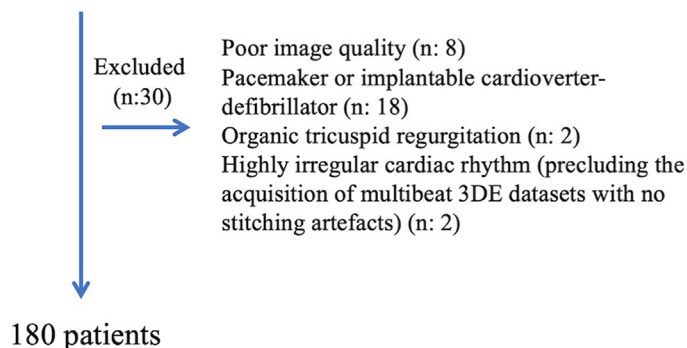 Excluded
(n:30)
Poor image quality (n: 8)
Pacemaker or implantable cardioverter-
defibrillator (n: 18)
Organic tricuspid regurgitation (n: 2)
Highly irregular cardiac rhythm (precluding the
acquisition of multibeat 3DE datasets with no
stitching artefacts) (n: 2)
180 patients